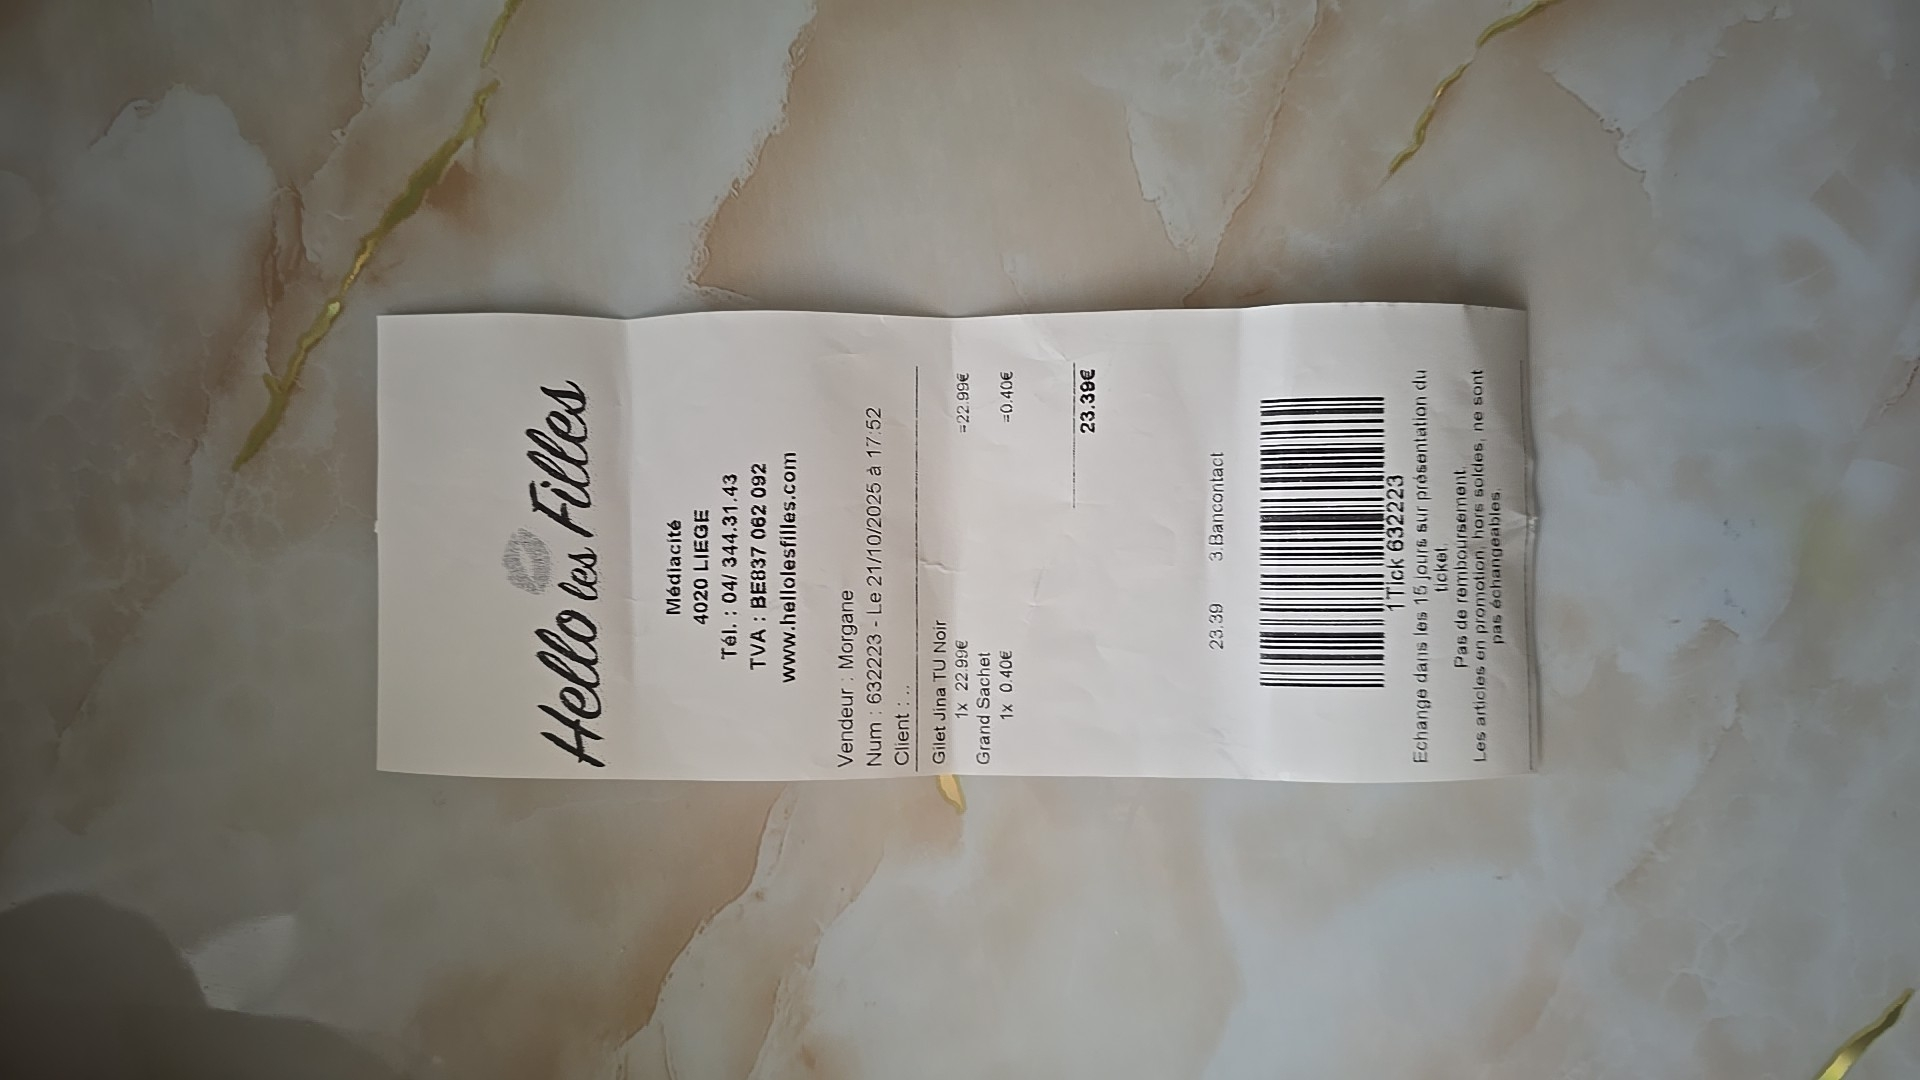 Hello les Filles
Médiacité
4020 LIEGE
Tél. : 04/ 344.31.43
TVA : BE837 062 092
www.hellolesfilles.com
Vendeur : Morgane
Num : 632223 - Le 21/10/2025 à 17:52
Client : ..
Gilet Jina TU Noir
1x 22.99€ =22.99€
Grand Sachet
1x 0.40€ =0.40€
23.39€
23.39 3.Bancontact
1Tick 632223
Echange dans les 15 jours sur présentation du
ticket.
Pas de remboursement.
Les articles en promotion, hors soldes, ne sont
pas échangeables.